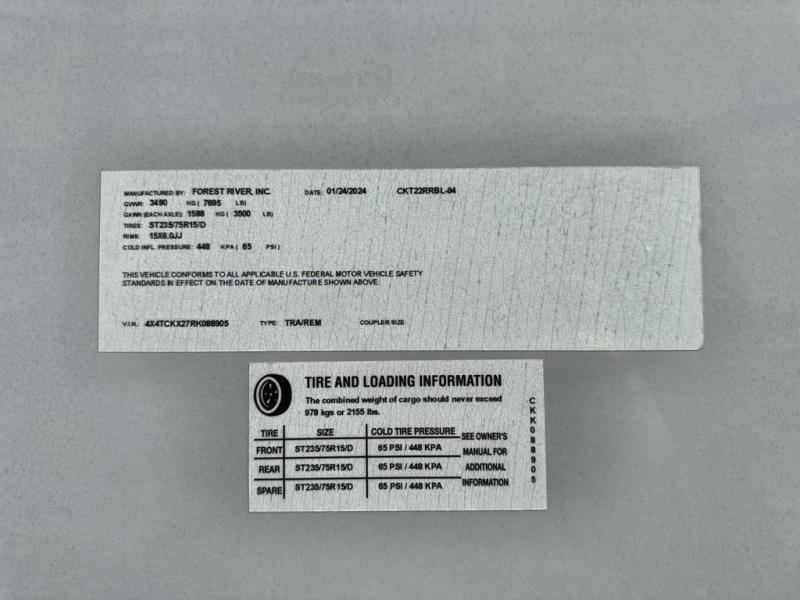 MANUFACTURED BY: FOREST RIVER, INC. DATE: 01/24/2024 CKT22RRBL-94
GVWR: 3490 KG ( 7695 LB)
GAWR (EACH AXLE): 1588 KG ( 3500 LB)
TIRES: ST235/75R15/D
RIMS: 15X6.0JJ
COLD INFL. PRESSURE: 448 KPA ( 65 PSI )
THIS VEHICLE CONFORMS TO ALL APPLICABLE U.S. FEDERAL MOTOR VEHICLE SAFETY
STANDARDS IN EFFECT ON THE DATE OF MANUFACTURE SHOWN ABOVE.
V.I.N.: 4X4TCKX27RK088905 TYPE: TRA/REM COUPLER SIZE:
TIRE AND LOADING INFORMATION
The combined weight of cargo should never exceed
978 kgs or 2155 lbs.
TIRE SIZE COLD TIRE PRESSURE SEE OWNER'S
FRONT ST235/75R15/D 65 PSI / 448 KPA MANUAL FOR
REAR ST235/75R15/D 65 PSI / 448 KPA ADDITIONAL
SPARE ST235/75R15/D 65 PSI / 448 KPA INFORMATION
CKK088905